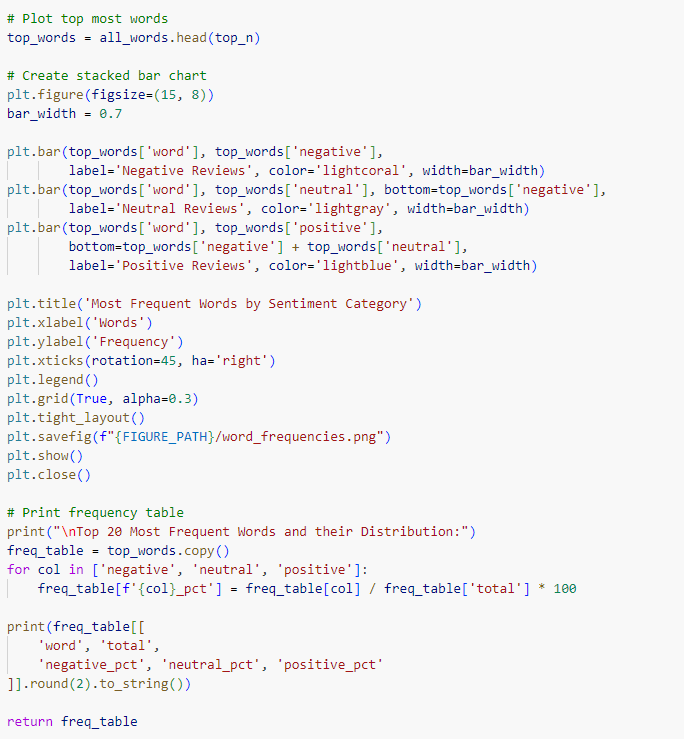 # Plot top most words
top_words = all_words.head(top_n)

# Create stacked bar chart
plt.figure(figsize=(15, 8))
bar_width = 0.7

plt.bar(top_words['word'], top_words['negative'],
        label='Negative Reviews', color='lightcoral', width=bar_width)
plt.bar(top_words['word'], top_words['neutral'], bottom=top_words['negative'],
        label='Neutral Reviews', color='lightgray', width=bar_width)
plt.bar(top_words['word'], top_words['positive'],
        bottom=top_words['negative'] + top_words['neutral'],
        label='Positive Reviews', color='lightblue', width=bar_width)

plt.title('Most Frequent Words by Sentiment Category')
plt.xlabel('Words')
plt.ylabel('Frequency')
plt.xticks(rotation=45, ha='right')
plt.legend()
plt.grid(True, alpha=0.3)
plt.tight_layout()
plt.savefig(f"{FIGURE_PATH}/word_frequencies.png")
plt.show()
plt.close()

# Print frequency table
print("\nTop 20 Most Frequent Words and their Distribution:")
freq_table = top_words.copy()
for col in ['negative', 'neutral', 'positive']:
    freq_table[f'{col}_pct'] = freq_table[col] / freq_table['total'] * 100

print(freq_table[[
    'word', 'total',
    'negative_pct', 'neutral_pct', 'positive_pct'
]].round(2).to_string())

return freq_table